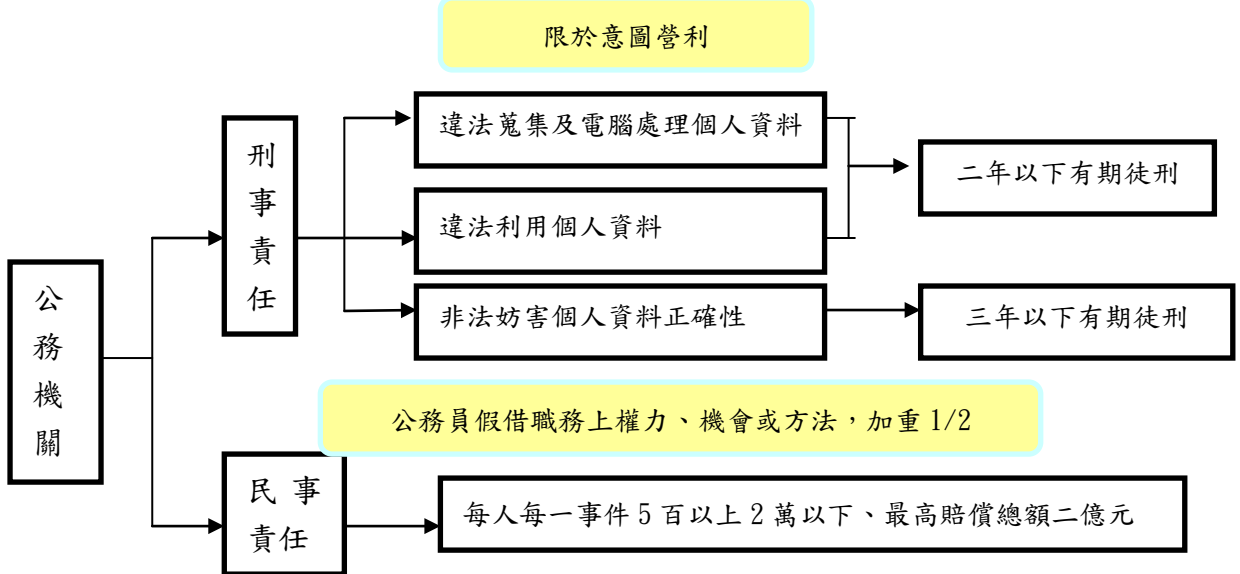 限於意圖營利
違法蒐集及電腦處理個人資料
刑事責任
二年以下有期徒刑
違法利用個人資料
公務機關
非法妨害個人資料正確性
三年以下有期徒刑
公務員假借職務上權力、機會或方法，加重 1/2
民事
責任
每人每一事件 5 百以上 2 萬以下、最高賠償總額二億元